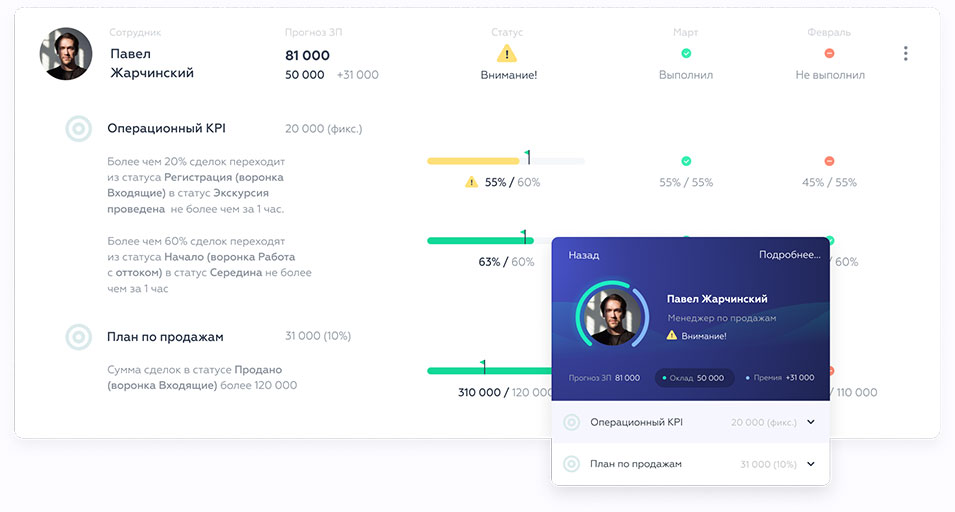 Сотрудник
Прогноз ЗП
Статус
Март
Февраль
Павел
Жарчинский
81 000
50 000 +31 000
Внимание!
Выполнил
Не выполнил
Операционный KPI
20 000 (фикс.)
Более чем 20% сделок переходит
из статуса Регистрация (воронка
Входящие) в статус Экскурсия
проведена не более чем за 1 час.
55% / 60%
55% / 55%
45% / 55%
Более чем 60% сделок переходят
из статуса Начало (воронка Работа
с оттоком) в статус Середина не более
чем за 1 час
63% / 60%
/ 60%
План по продажам
31 000 (10%)
Сумма сделок в статусе Продано
(воронка Входящие) более 120 000
310 000 / 120 000
/ 110 000
Назад
Подробнее...
Павел Жарчинский
Менеджер по продажам
Внимание!
Прогноз ЗП 81 000
Оклад 50 000
Премия +31 000
Операционный KPI
20 000 (фикс.)
План по продажам
31 000 (10%)